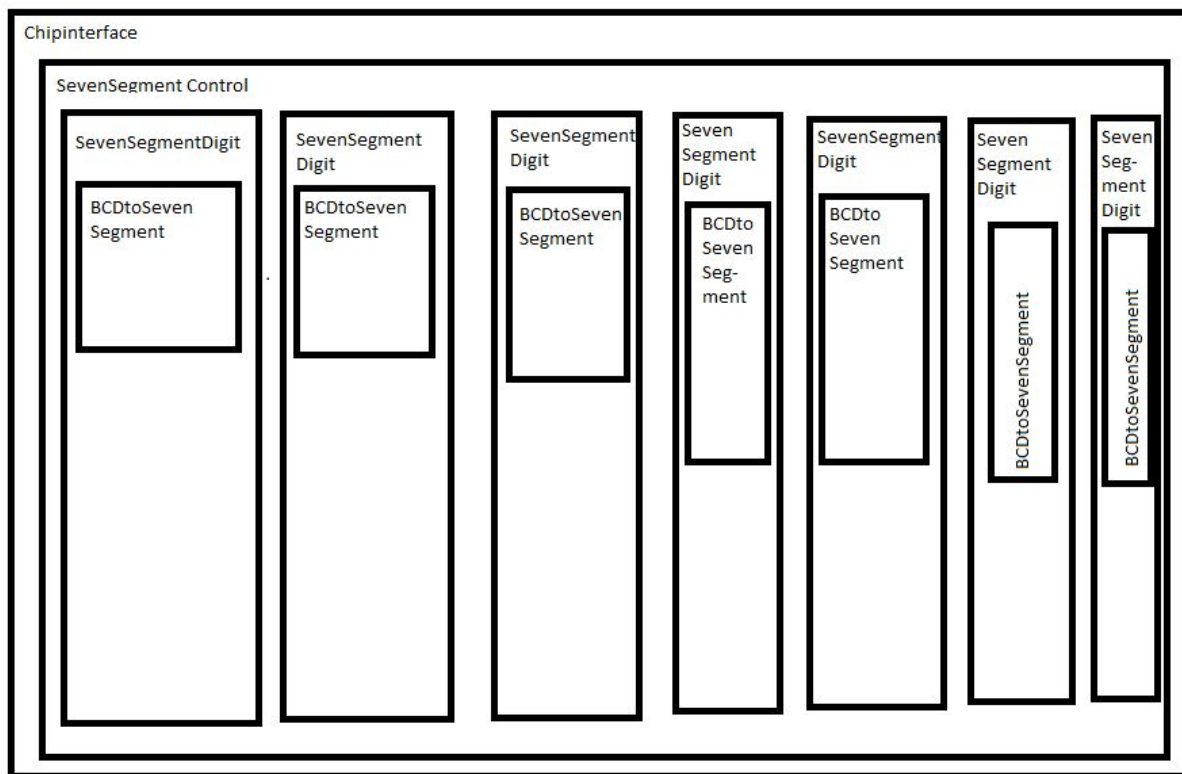 Chipinterface
SevenSegment Control
SevenSegmentDigit
BCDtoSeven
Segment
SevenSegment
Digit
BCDtoSeven
Segment
SevenSegment
Digit
BCDtoSeven
Segment
Seven
Segment
Digit
BCDto
Seven
Seg-
ment
SevenSegment
Digit
BCDto
Seven
Segment
Seven
Segment
Digit
BCDtoSevenSegment
Seven
Seg-
ment
Digit
BCDtoSevenSegment